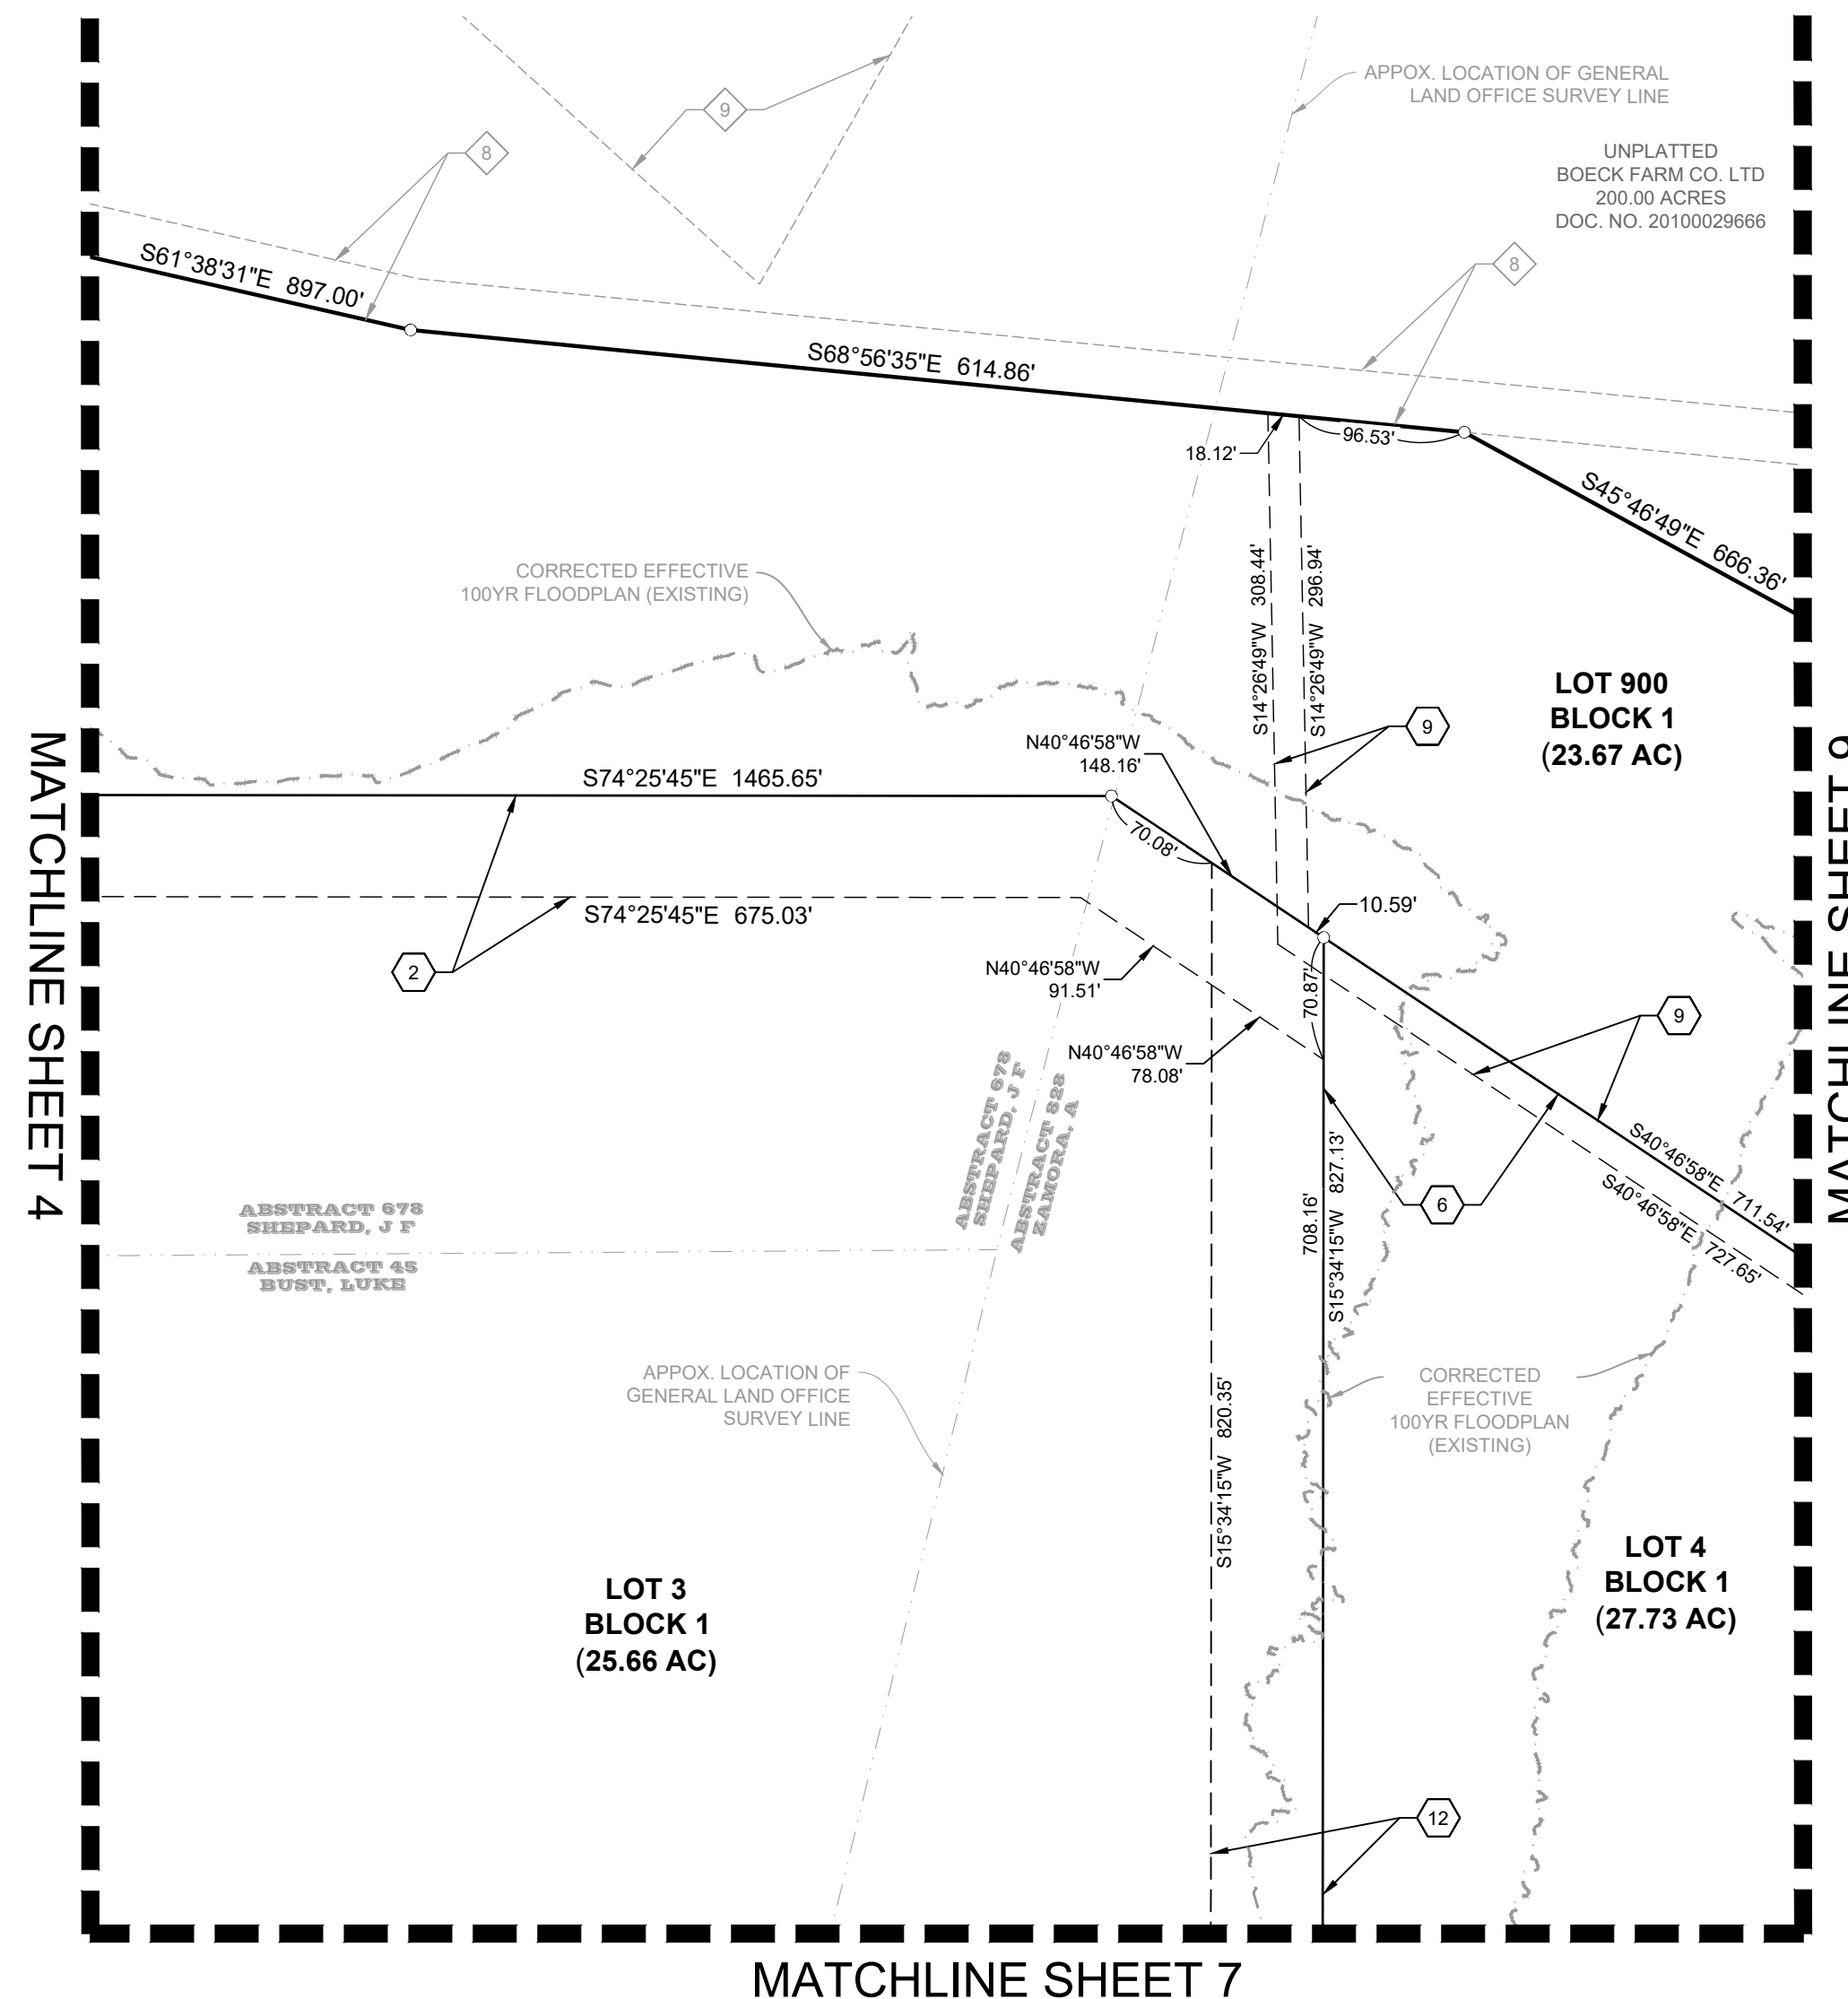 APPOX. LOCATION OF GENERAL
LAND OFFICE SURVEY LINE
9
8
UNPLATTED
BOECK FARM CO. LTD
200.00 ACRES
DOC. NO. 20100029666
8
S61°38'31"E 897.00'
S68°56'35"E 614.86'
18.12'
96.53'
S45°46'49"E 666.36'
S14°26'49"W 308.44'
S14°26'49"W 296.94'
CORRECTED EFFECTIVE
100YR FLOODPLAN (EXISTING)
LOT 900
BLOCK 1
(23.67 AC)
9
N40°46'58"W
148.16'
S74°25'45"E 1465.65'
70.08'
10.59'
S74°25'45"E 675.03'
2
N40°46'58"W
91.51'
70.87'
9
N40°46'58"W
78.08'
MATCHLINE SHEET 4
MATCHLINE SHEET 6
ABSTRACT 678
SHEPARD, J F
ABSTRACT 328
ZAMORA, A
S40°46'58"E 711.54'
S40°46'58"E 727.65'
6
708.16'
S15°34'15"W 827.13'
ABSTRACT 678
SHEPARD, J F
ABSTRACT 45
BUST, LUKE
APPOX. LOCATION OF
GENERAL LAND OFFICE
SURVEY LINE
S15°34'15"W 820.35'
CORRECTED
EFFECTIVE
100YR FLOODPLAN
(EXISTING)
LOT 3
BLOCK 1
(25.66 AC)
LOT 4
BLOCK 1
(27.73 AC)
12
MATCHLINE SHEET 7